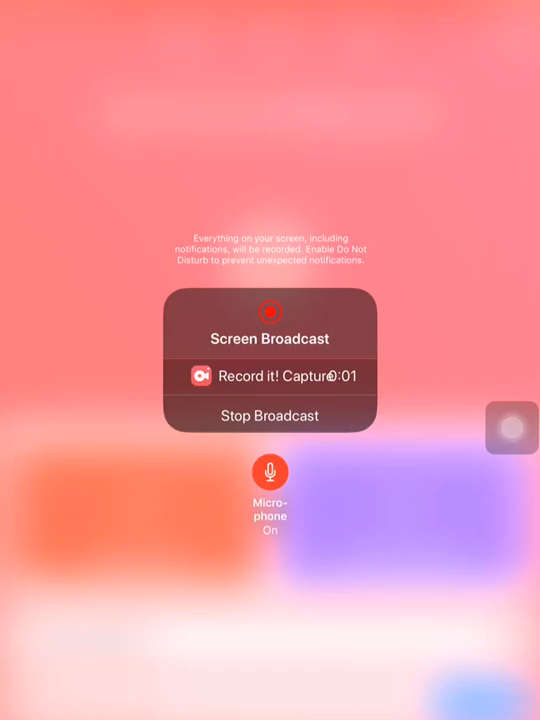 Everything on your screen, including
notifications, will be recorded. Enable Do Not
Disturb to prevent unexpected notifications.
Screen Broadcast
Record it! Capture 0:01
Stop Broadcast
Micro-
phone
On